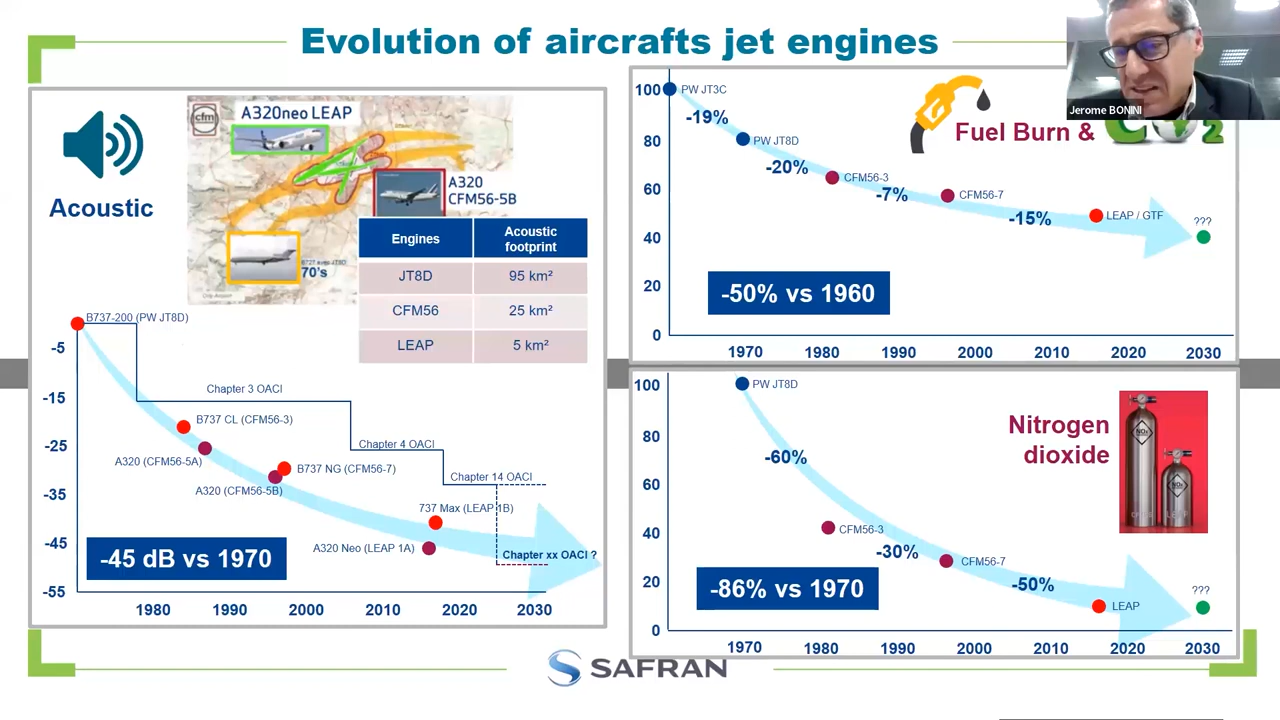 Evolution of aircrafts jet engines
Jerome BONINI
Acoustic
cfm
A320neo LEAP
A320
CFM56-5B
70's
Engines
Acoustic
footprint
JT8D
95 km²
CFM56
25 km²
LEAP
5 km²
B737-200 (PW JT8D)
-5
-15
-25
-35
-45
-55
Chapter 3 OACI
B737 CL (CFM56-3)
A320 (CFM56-5A)
Chapter 4 OACI
B737 NG (CFM56-7)
A320 (CFM56-5B)
Chapter 14 OACI
737 Max (LEAP 1B)
A320 Neo (LEAP 1A)
Chapter xx OACI ?
-45 dB vs 1970
1980
1990
2000
2010
2020
2030
Fuel Burn & CO2
100
80
60
40
20
0
PW JT3C
-19%
PW JT8D
-20%
CFM56-3
-7%
CFM56-7
-15%
LEAP / GTF
???
-50% vs 1960
1970
1980
1990
2000
2010
2020
2030
Nitrogen
dioxide
NOx
NOx
100
80
60
40
20
0
PW JT8D
-60%
CFM56-3
-30%
CFM56-7
-50%
LEAP
???
-86% vs 1970
1970
1980
1990
2000
2010
2020
2030
SAFRAN